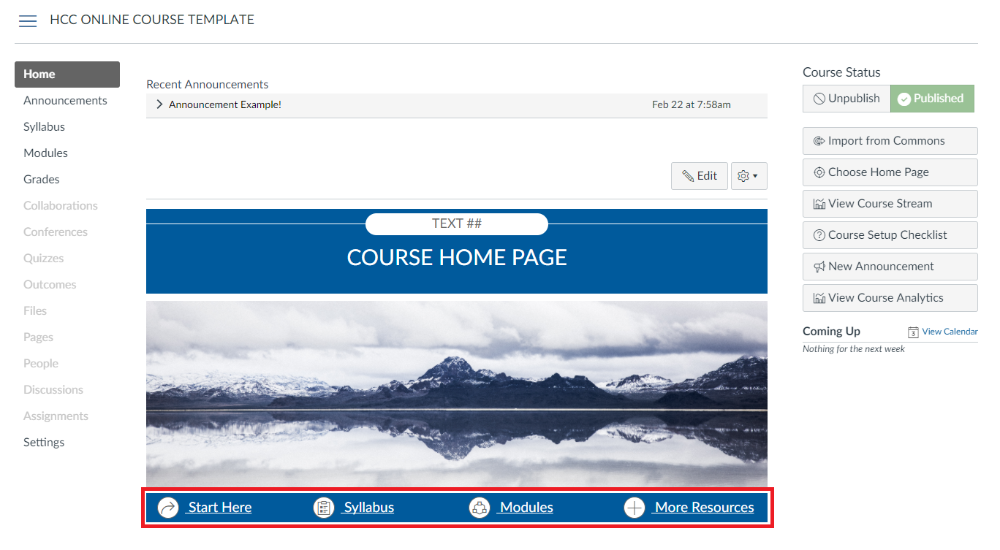 HCC ONLINE COURSE TEMPLATE
Home
Announcements
Syllabus
Modules
Grades
Collaborations
Conferences
Quizzes
Outcomes
Files
Pages
People
Discussions
Assignments
Settings
Recent Announcements
Announcement Example! Feb 22 at 7:58am
Edit
TEXT ##
COURSE HOME PAGE
Start Here Syllabus Modules More Resources
Course Status
Unpublish Published
Import from Commons
Choose Home Page
View Course Stream
Course Setup Checklist
New Announcement
View Course Analytics
Coming Up 3 View Calendar
Nothing for the next week